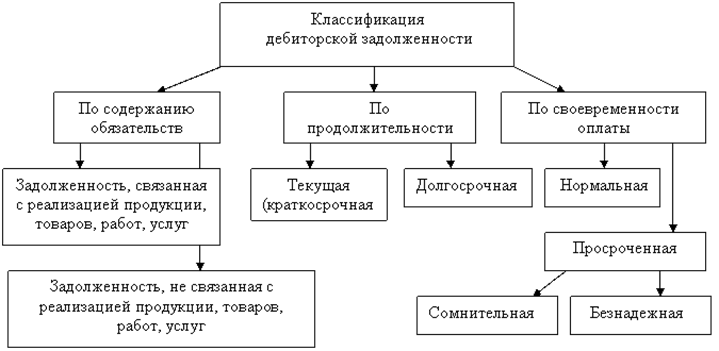 Классификация
дебиторской задолженности
По содержанию
обязательств
По
продолжительности
По своевременности
оплаты
Задолженность, связанная
с реализацией продукции,
товаров, работ, услуг
Текущая
(краткосрочная
Долгосрочная
Нормальная
Просроченная
Задолженность, не связанная с
реализацией продукции, товаров,
работ, услуг
Сомнительная
Безнадежная